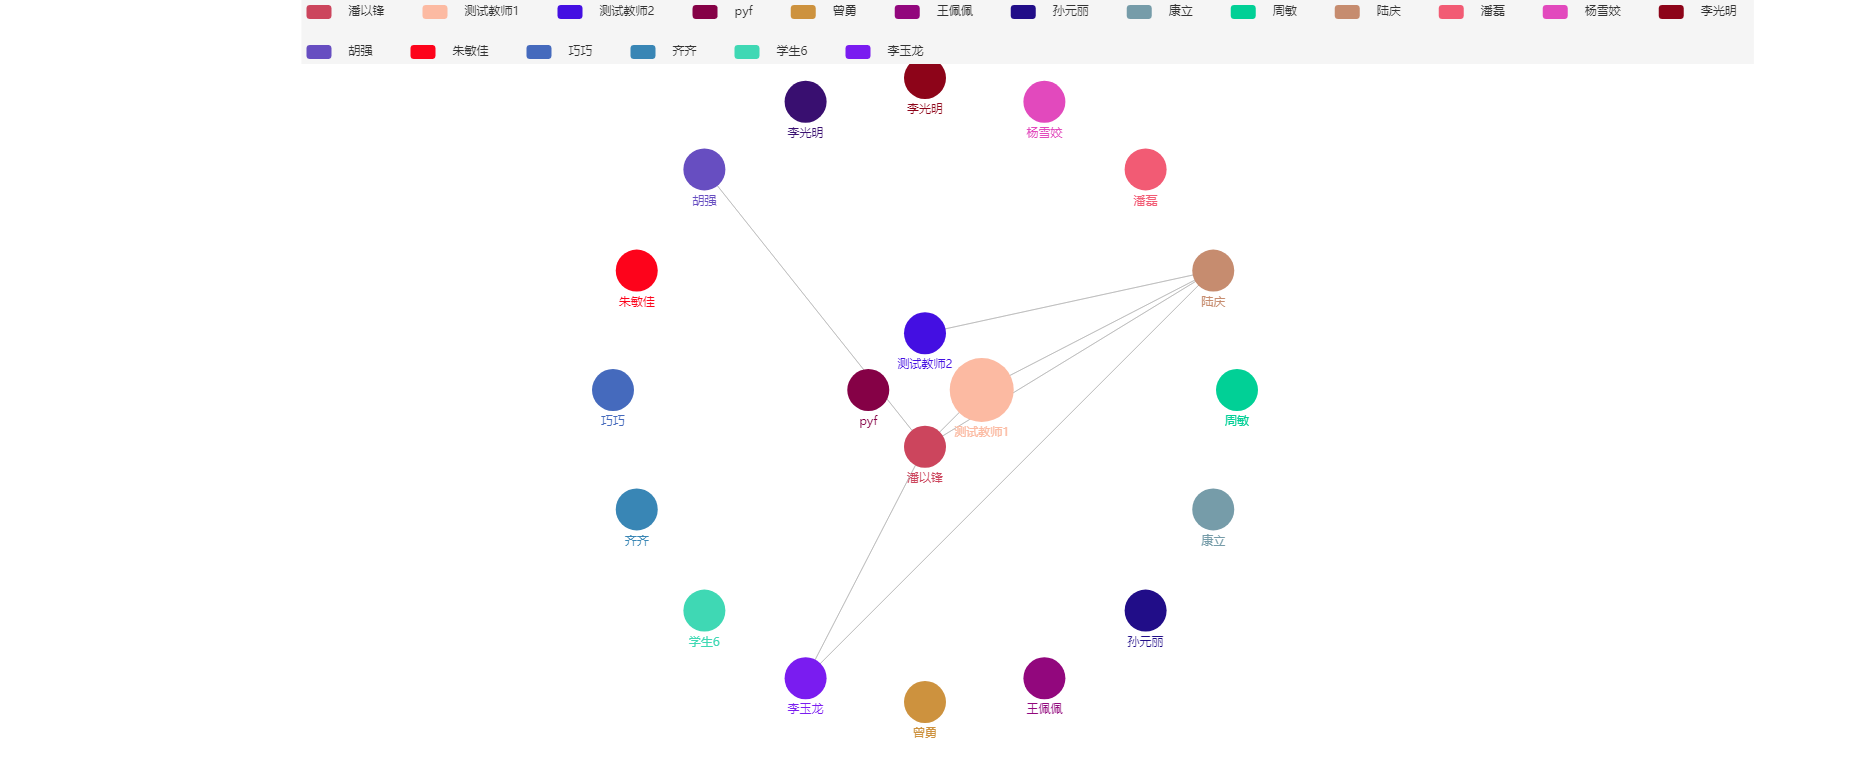 潘以锋 测试教师1 测试教师2 pyf 曾勇 王佩佩 孙元丽 康立 周敏 陆庆 潘磊 杨雪姣 李光明
胡强 朱敏佳 巧巧 齐齐 学生6 李玉龙
李光明
李光明
杨雪姣
胡强
潘磊
朱敏佳
陆庆
测试教师2
巧巧
pyf
周敏
测试教师1
潘以锋
齐齐
康立
学生6
孙元丽
李玉龙
王佩佩
曾勇